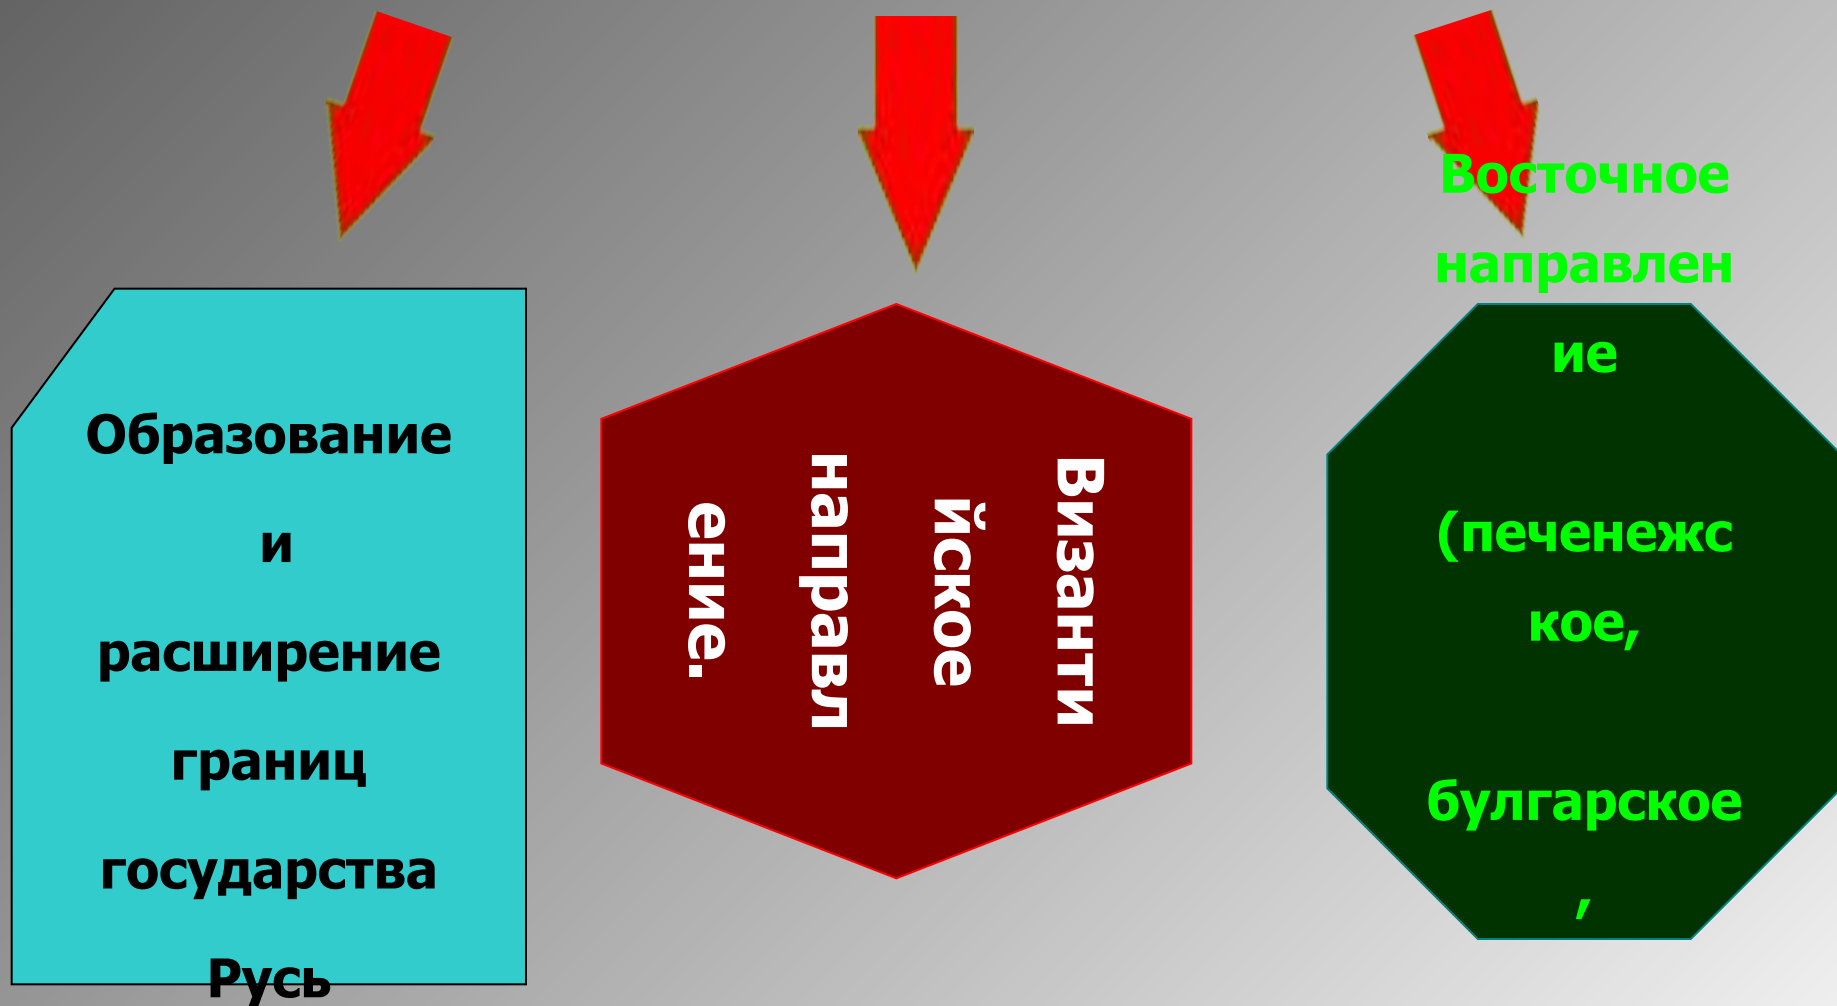 Образование
и
расширение
границ
государства
Русь
Византи
йское
направл
ение.
Восточное
направлен
ие
(печенежс
кое,
булгарское
,